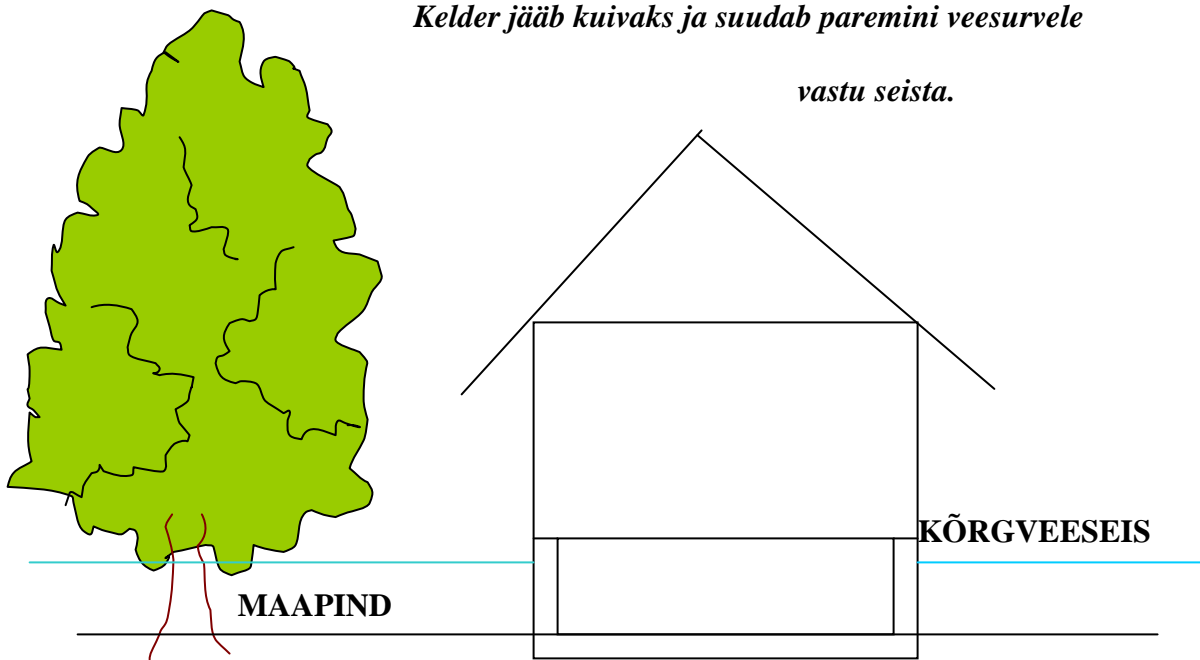 Kelder jääb kuivaks ja suudab paremini veesurvele
vastu seista.
KÕRGVEESEIS
MAAPIND